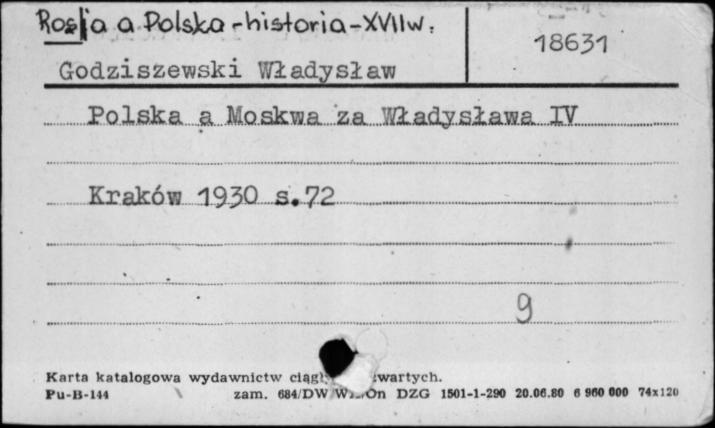 Rosja a Polska - historia - XVII w.
18631
Godziszewski Władysław
Polska a Moskwa za Władysława IV
Kraków 1930 s.72
9
Karta katalogowa wydawnictw ciągł wartych.
Pu-B-144 zam. 684/DW On DZG 1501-1-290 20.06.80 6 960 000 74x120